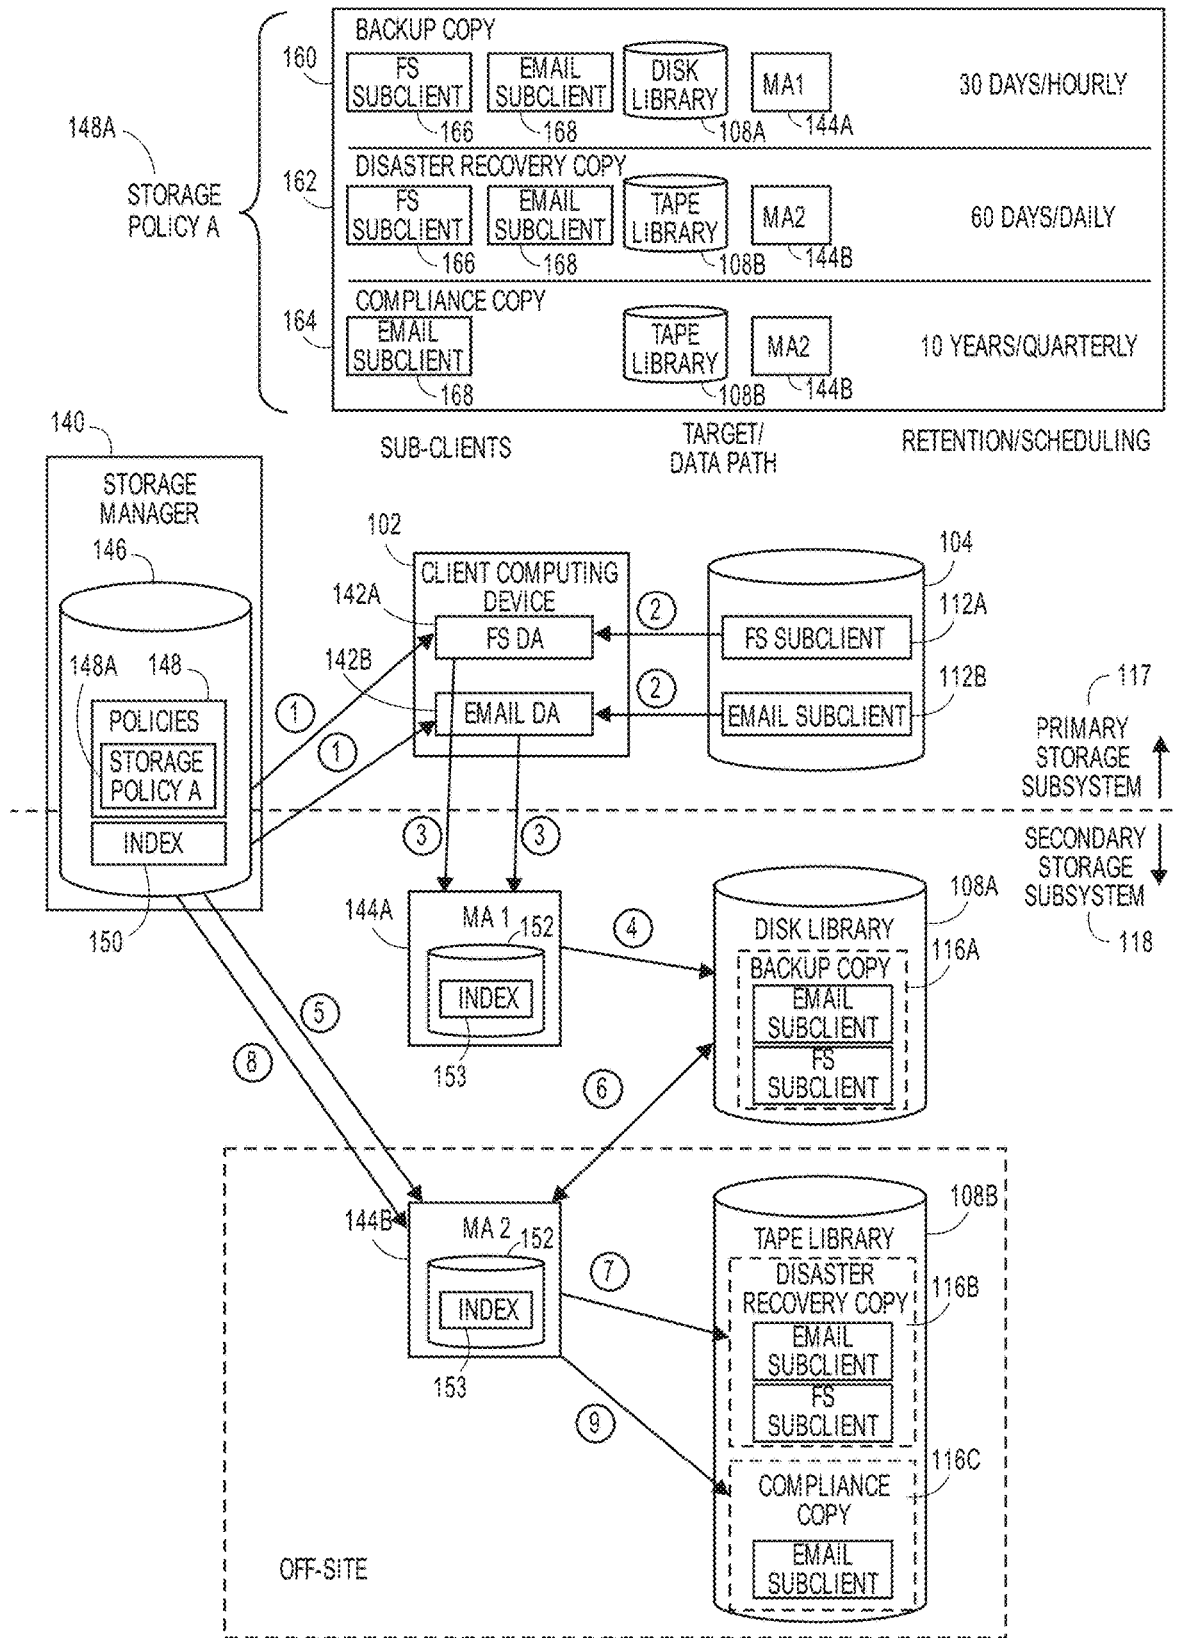 BACKUP COPY
160
FS
SUBCLIENT
166
EMAIL
SUBCLIENT
168
DISK
LIBRARY
108A
MA1
144A
30 DAYS/HOURLY
148A
STORAGE
POLICY A
DISASTER RECOVERY COPY
162
FS
SUBCLIENT
166
EMAIL
SUBCLIENT
168
TAPE
LIBRARY
108B
MA2
144B
60 DAYS/DAILY
COMPLIANCE COPY
164
EMAIL
SUBCLIENT
168
TAPE
LIBRARY
108B
MA2
144B
10 YEARS/QUARTERLY
SUB-CLIENTS
TARGET/
DATA PATH
RETENTION/SCHEDULING
140
STORAGE
MANAGER
146
148A
148
POLICIES
STORAGE
POLICY A
INDEX
150
1
1
102
CLIENT COMPUTING
DEVICE
142A
FS DA
142B
EMAIL DA
2
2
104
112A
FS SUBCLIENT
112B
EMAIL SUBCLIENT
117
PRIMARY
STORAGE
SUBSYSTEM
SECONDARY
STORAGE
SUBSYSTEM
118
3
3
144A
MA 1
152
INDEX
153
4
108A
DISK LIBRARY
116A
BACKUP COPY
EMAIL
SUBCLIENT
FS
SUBCLIENT
5
8
6
144B
MA 2
152
INDEX
153
7
9
108B
TAPE LIBRARY
DISASTER
RECOVERY COPY
116B
EMAIL
SUBCLIENT
FS
SUBCLIENT
116C
COMPLIANCE
COPY
EMAIL
SUBCLIENT
OFF-SITE